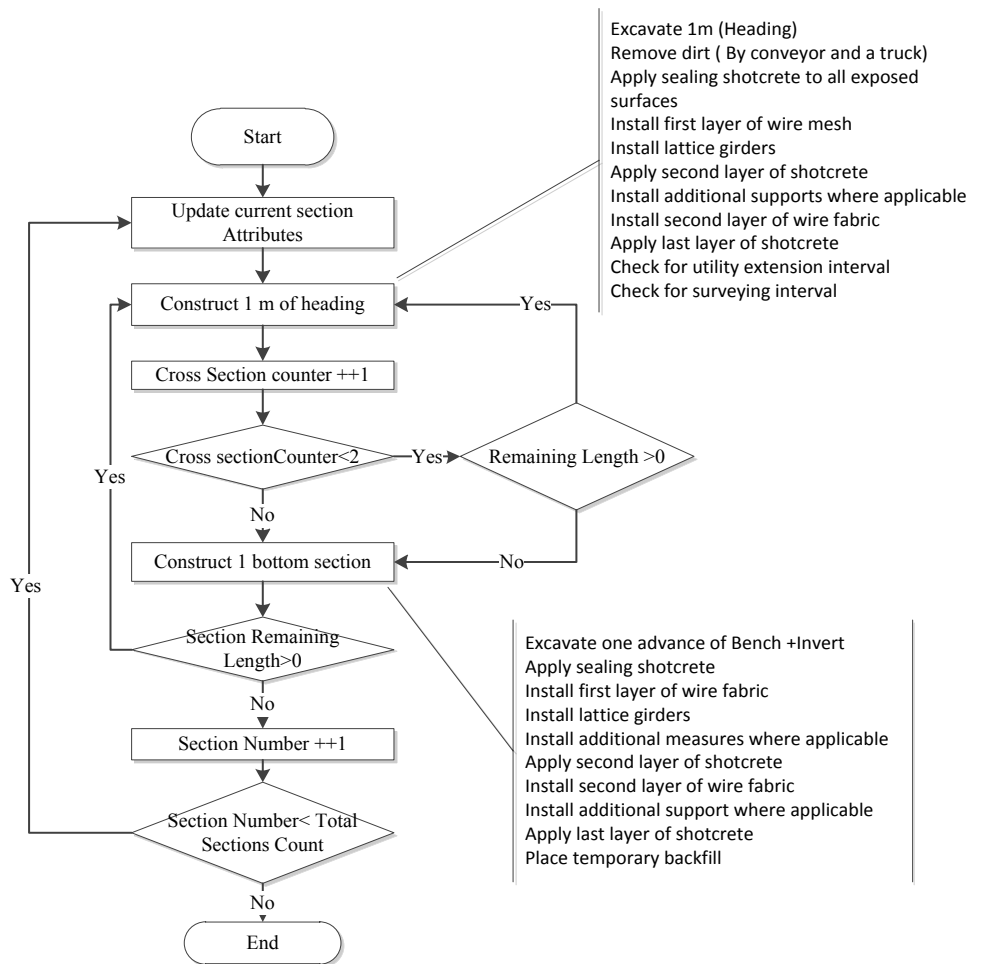 Excavate 1m (Heading)
Remove dirt ( By conveyor and a truck)
Apply sealing shotcrete to all exposed
surfaces
Install first layer of wire mesh
Install lattice girders
Apply second layer of shotcrete
Install additional supports where applicable
Install second layer of wire fabric
Apply last layer of shotcrete
Check for utility extension interval
Check for surveying interval
Start
Update current section
Attributes
Construct 1 m of heading
Yes
Cross Section counter ++1
Cross sectionCounter<2
Yes
Remaining Length >0
Yes
No
Construct 1 bottom section
No
Yes
Section Remaining
Length>0
No
Section Number ++1
Section Number< Total
Sections Count
No
End
Excavate one advance of Bench +Invert
Apply sealing shotcrete
Install first layer of wire fabric
Install lattice girders
Install additional measures where applicable
Apply second layer of shotcrete
Install second layer of wire fabric
Install additional support where applicable
Apply last layer of shotcrete
Place temporary backfill